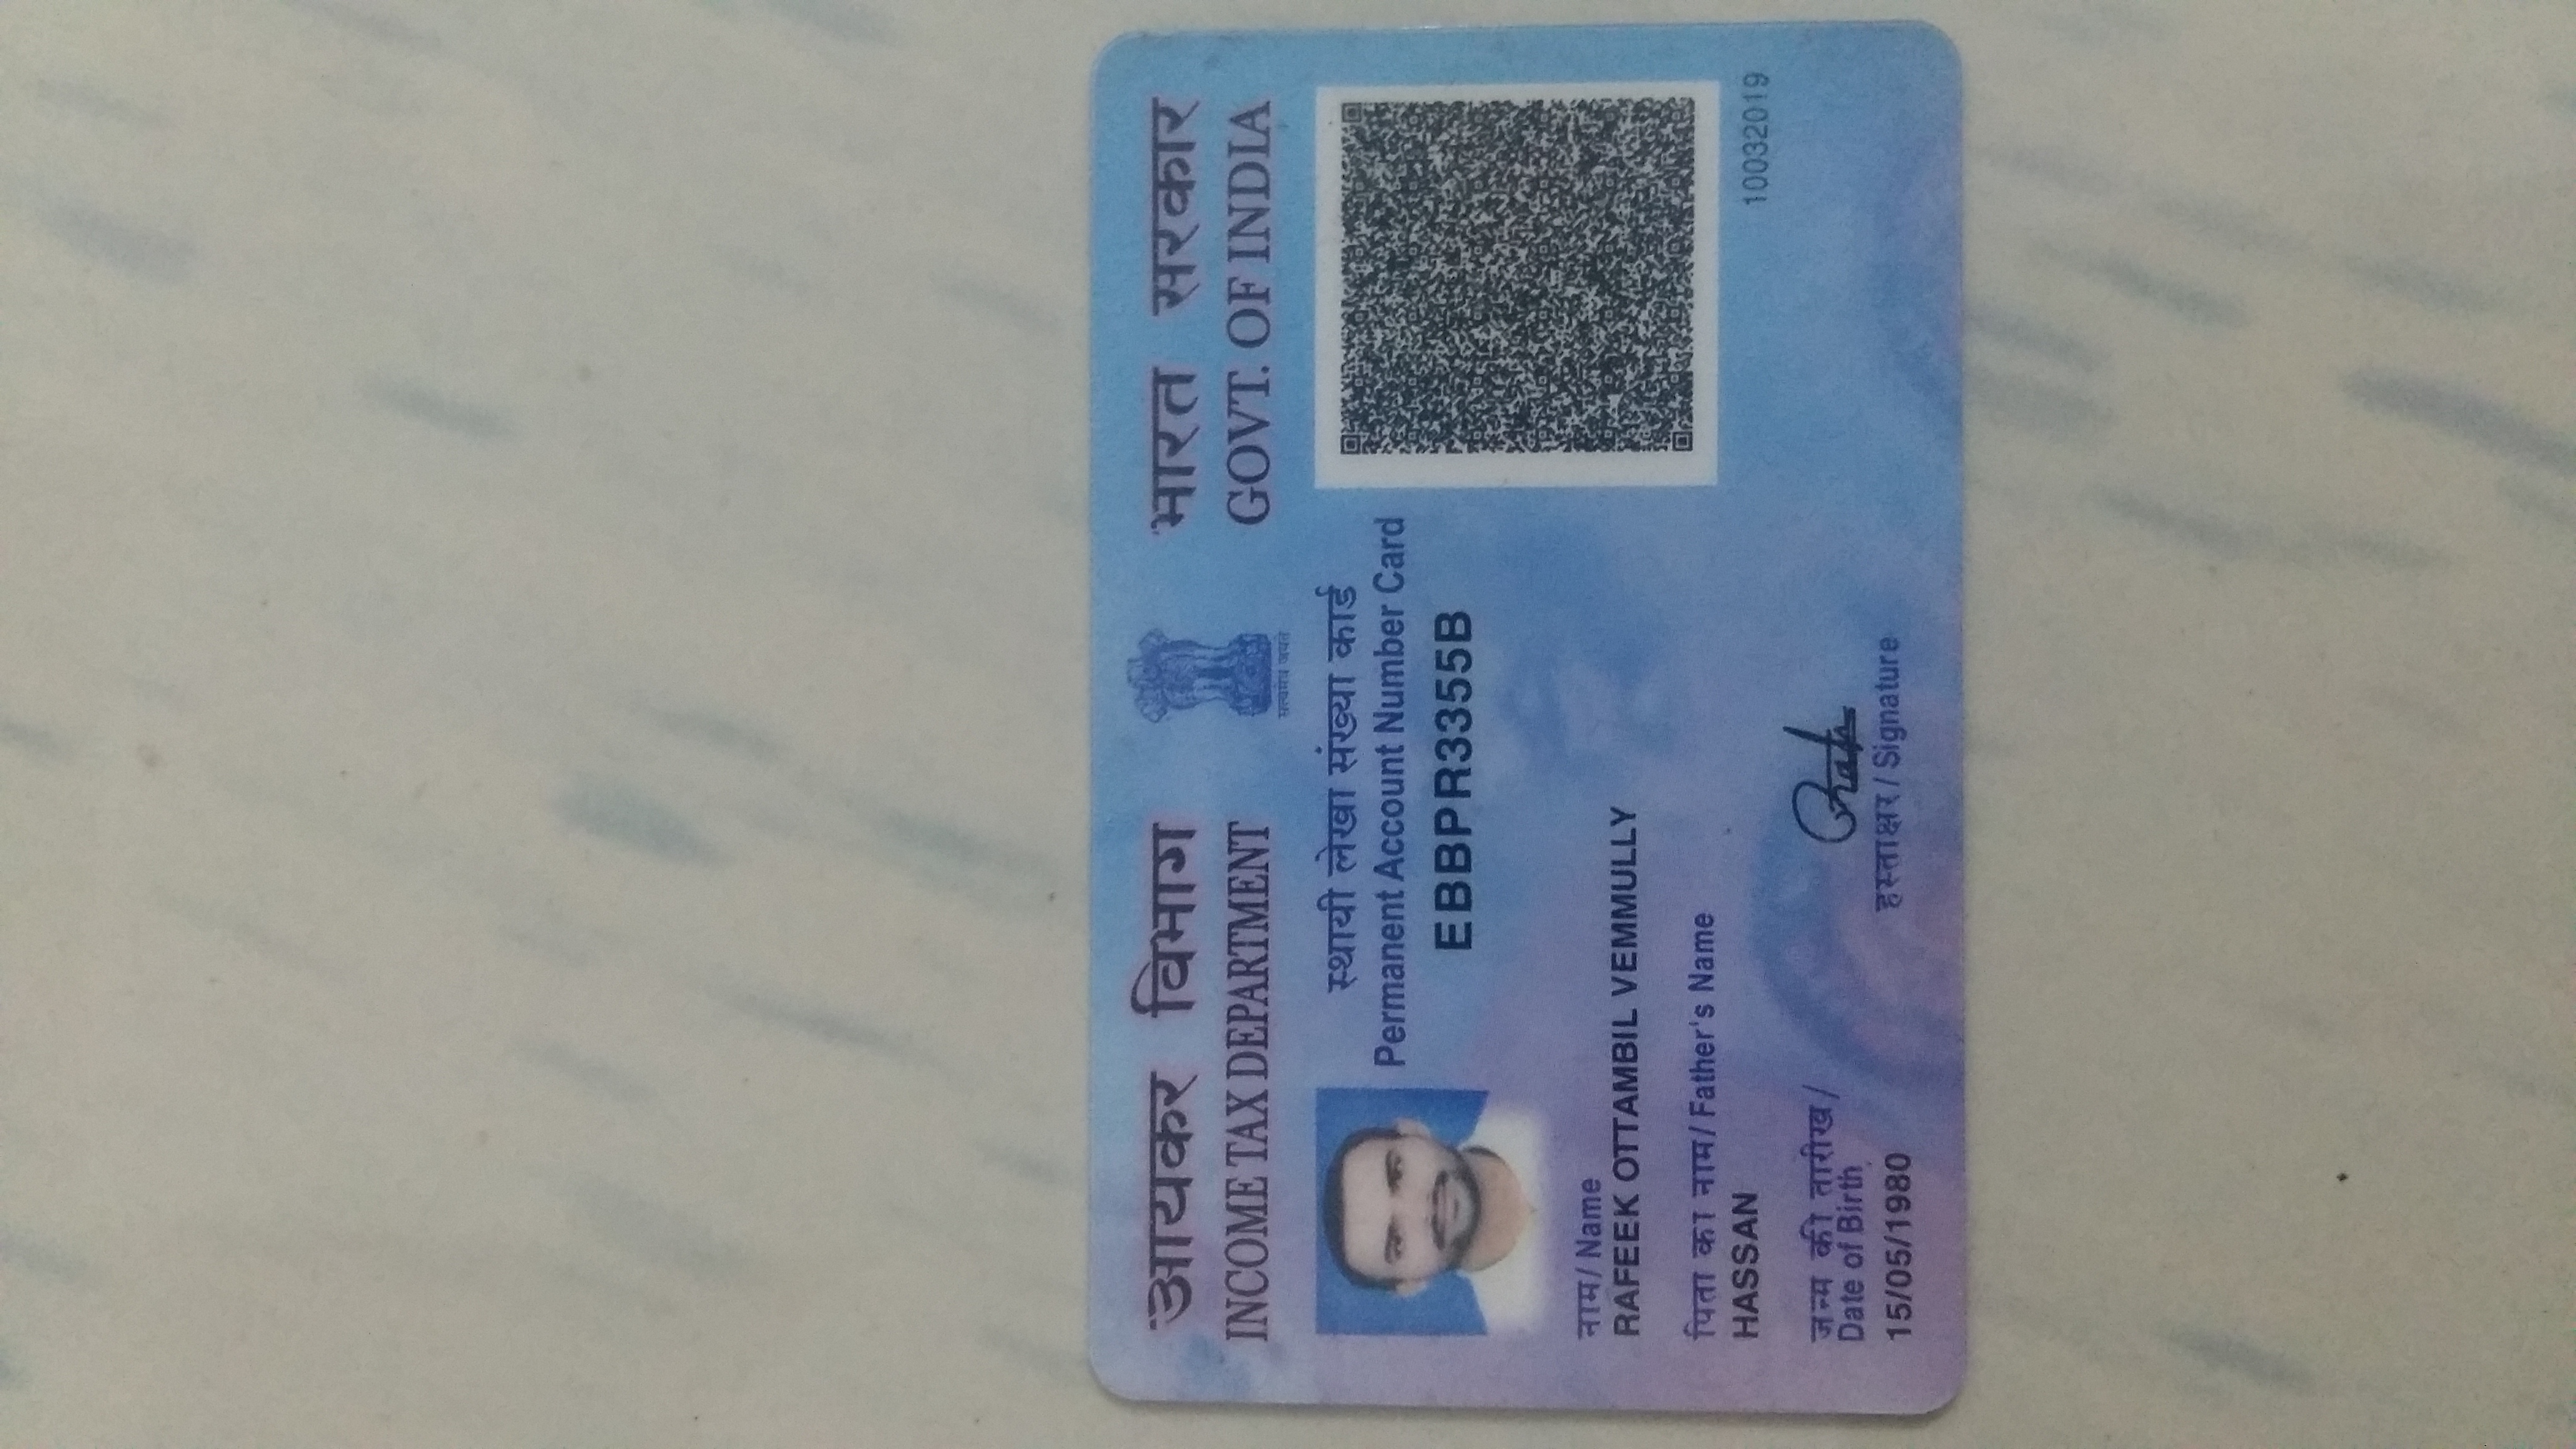 आयकर विभाग
INCOME TAX DEPARTMENT
भारत सरकार
GOVT. OF INDIA
सत्यमेव जयते
स्थायी लेखा संख्या कार्ड
Permanent Account Number Card
EBBPR3355B
नाम/ Name
RAFEEK OTTAMBIL VEMMULLY
पिता का नाम/ Father's Name
HASSAN
10032019
जन्म की तारीख/
Date of Birth
15/05/1980
हस्ताक्षर/ Signature